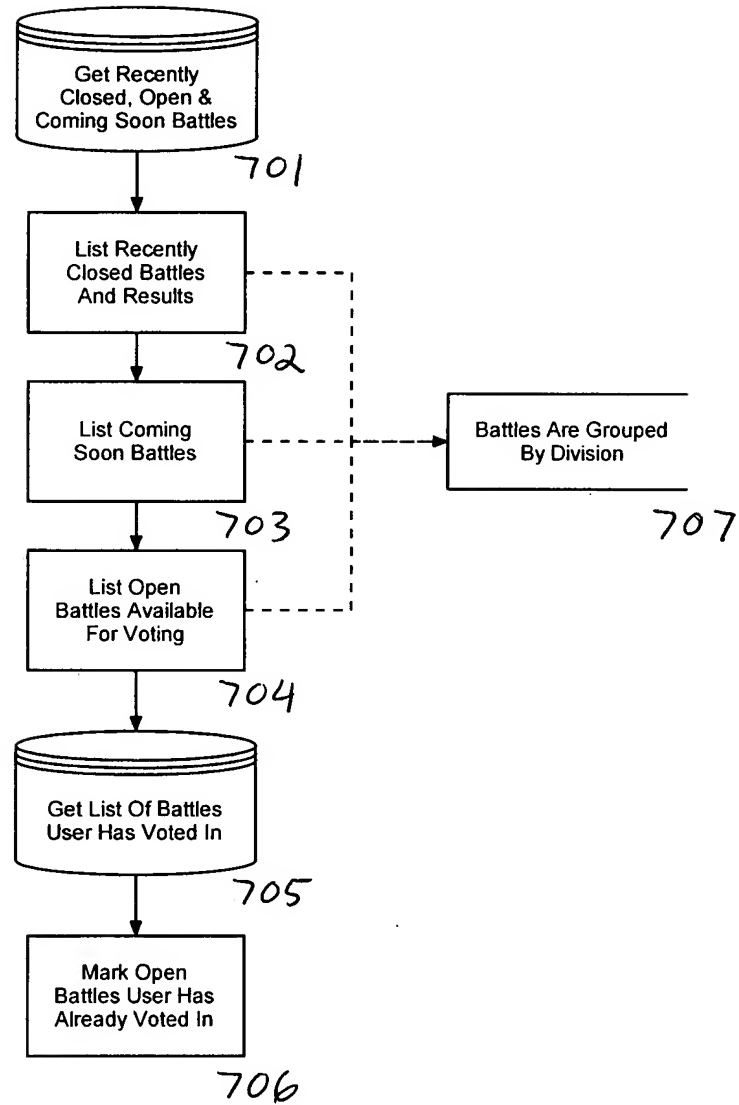 Get Recently
Closed, Open &
Coming Soon Battles
701
List Recently
Closed Battles
And Results
702
List Coming
Soon Battles
703
Battles Are Grouped
By Division
707
List Open
Battles Available
For Voting
704
Get List Of Battles
User Has Voted In
705
Mark Open
Battles User Has
Already Voted In
706